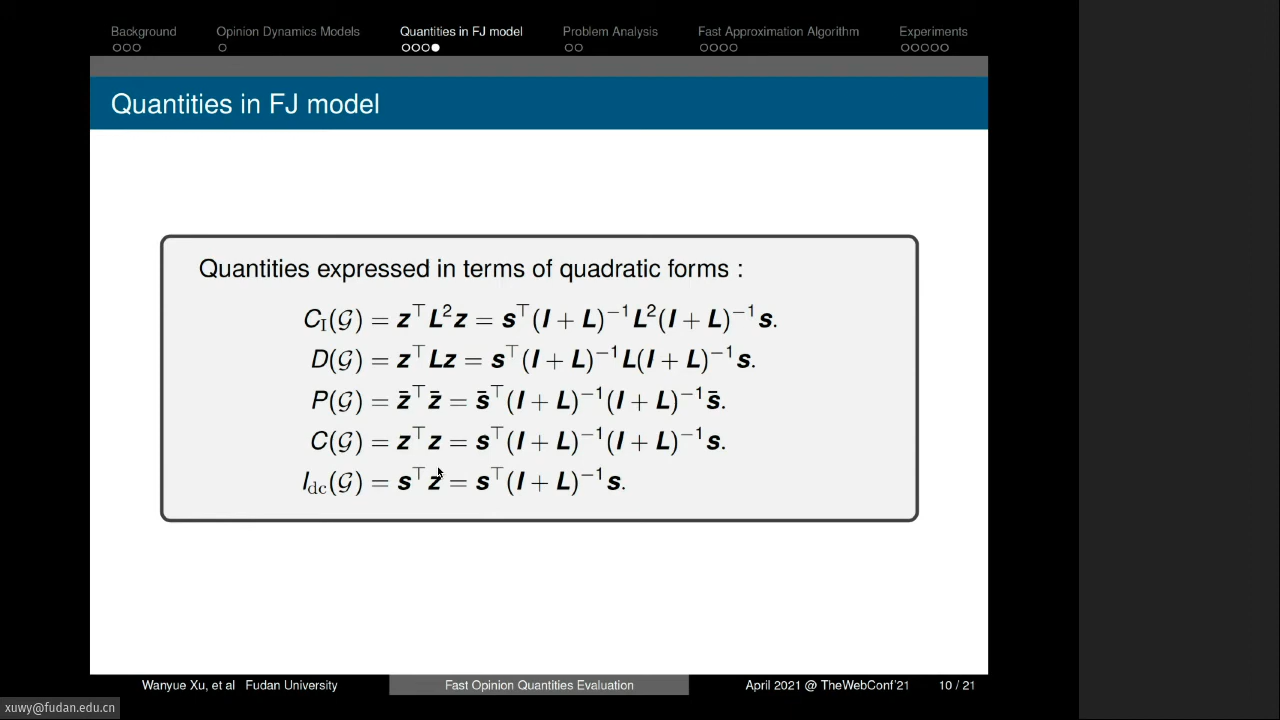 Background Opinion Dynamics Models Quantities in FJ model Problem Analysis Fast Approximation Algorithm Experiments
Quantities in FJ model
Quantities expressed in terms of quadratic forms :
C_I(𝒢) = z^⊤ L² z = s^⊤ (I + L)^−1 L² (I + L)^−1 s.
D(𝒢) = z^⊤ Lz = s^⊤ (I + L)^−1 L(I + L)^−1 s.
P(𝒢) = z̄^⊤ z̄ = s̄^⊤ (I + L)^−1 (I + L)^−1 s̄.
C(𝒢) = z^⊤ z = s^⊤ (I + L)^−1 (I + L)^−1 s.
I_dc(𝒢) = s^⊤ z = s^⊤ (I + L)^−1 s.
Wanyue Xu, et al Fudan University Fast Opinion Quantities Evaluation April 2021 @ TheWebConf'21 10 / 21
xuwy@fudan.edu.cn